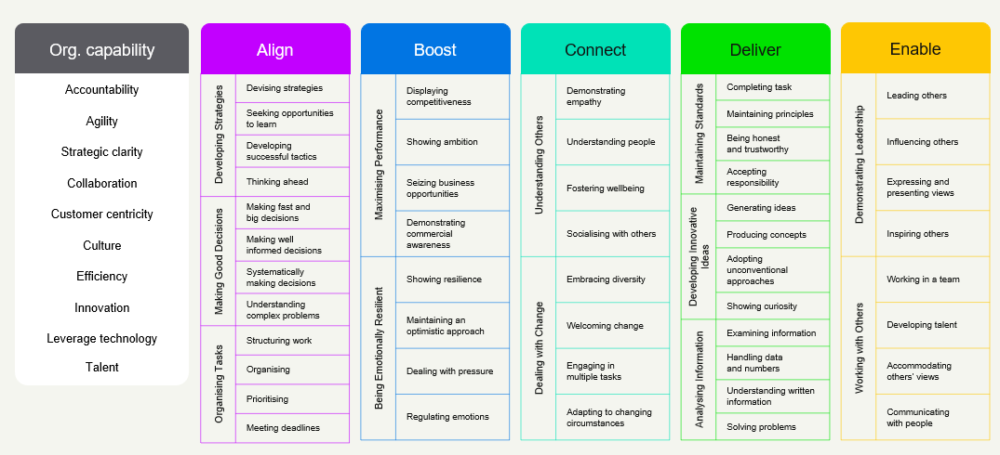 Org. capability
Accountability
Agility
Strategic clarity
Collaboration
Customer centricity
Culture
Efficiency
Innovation
Leverage technology
Talent
Align
Developing Strategies
Devising strategies
Seeking opportunities
to learn
Developing
successful tactics
Thinking ahead
Making Good Decisions
Making fast and
big decisions
Making well
informed decisions
Systematically
making decisions
Understanding
complex problems
Organising Tasks
Structuring work
Organising
Prioritising
Meeting deadlines
Boost
Maximising Performance
Displaying
competitiveness
Showing ambition
Seizing business
opportunities
Demonstrating
commercial
awareness
Being Emotionally Resilient
Showing resilience
Maintaining an
optimistic approach
Dealing with pressure
Regulating emotions
Connect
Understanding Others
Demonstrating
empathy
Understanding people
Fostering wellbeing
Socialising with others
Dealing with Change
Embracing diversity
Welcoming change
Engaging in
multiple tasks
Adapting to changing
circumstances
Deliver
Maintaining Standards
Completing task
Maintaining principles
Being honest
and trustworthy
Accepting
responsibility
Developing Innovative
Ideas
Generating ideas
Producing concepts
Adopting
unconventional
approaches
Showing curiosity
Analysing Information
Examining information
Handling data
and numbers
Understanding written
information
Solving problems
Enable
Demonstrating Leadership
Leading others
Influencing others
Expressing and
presenting views
Inspiring others
Working with Others
Working in a team
Developing talent
Accommodating
others' views
Communicating
with people